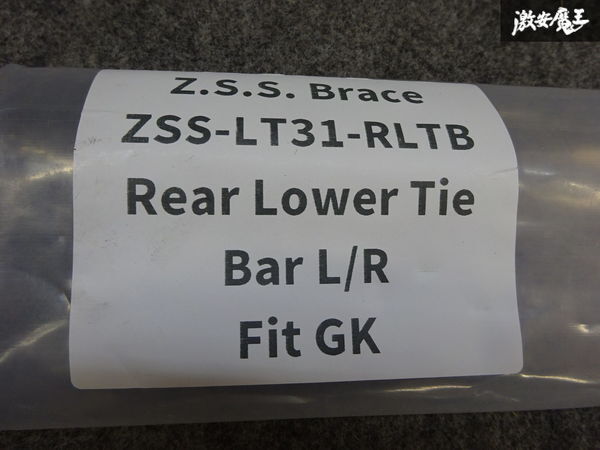 激安魔王
Z.S.S. Brace
ZSS-LT31-RLTB
Rear Lower Tie
Bar L/R
Fit GK